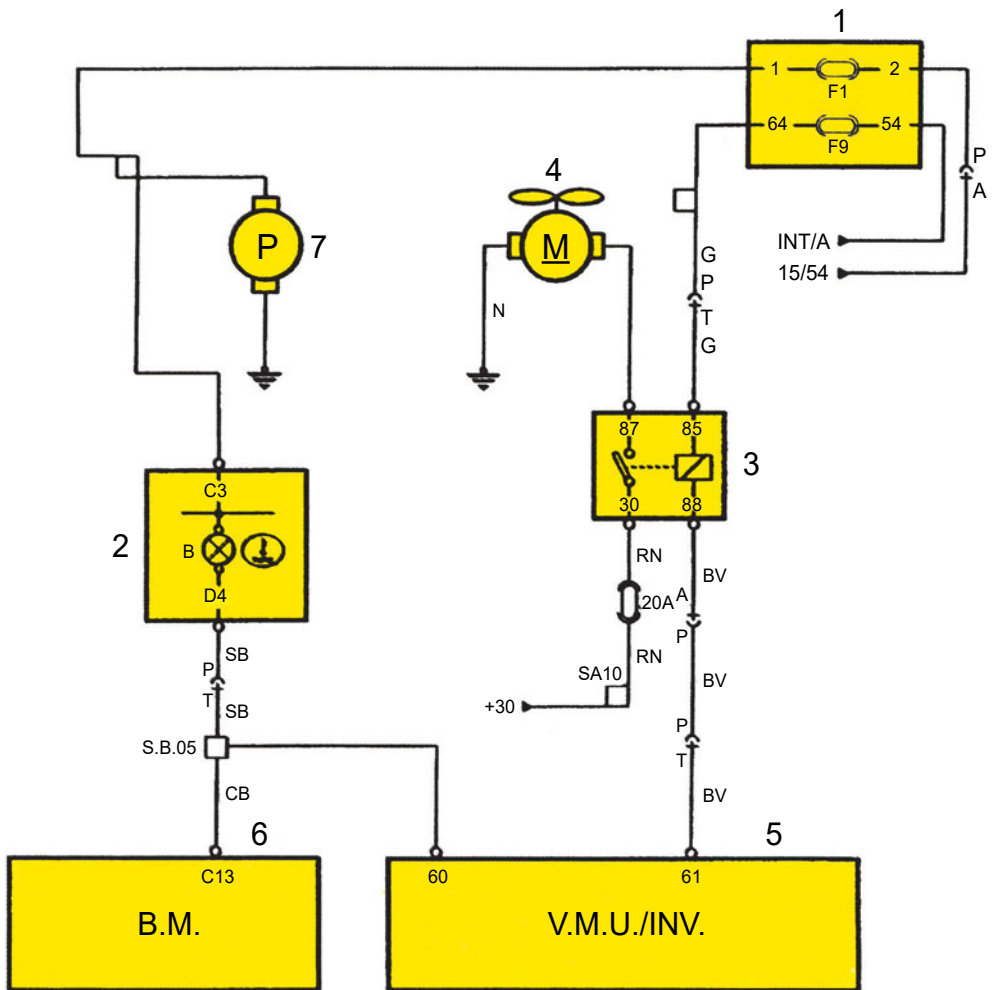 1
1 2
F1
64 54
F9
P
A
4
P 7
M
INT/A
15/54
G
P
T
G
N
87 85
3
30 88
C3
2
B
D4
RN
BV
20A A
P
SB
P
T
SB
RN
SA10
BV
+30
S.B.05
P
T
CB
BV
6
5
C13
60
61
B.M.
V.M.U./INV.